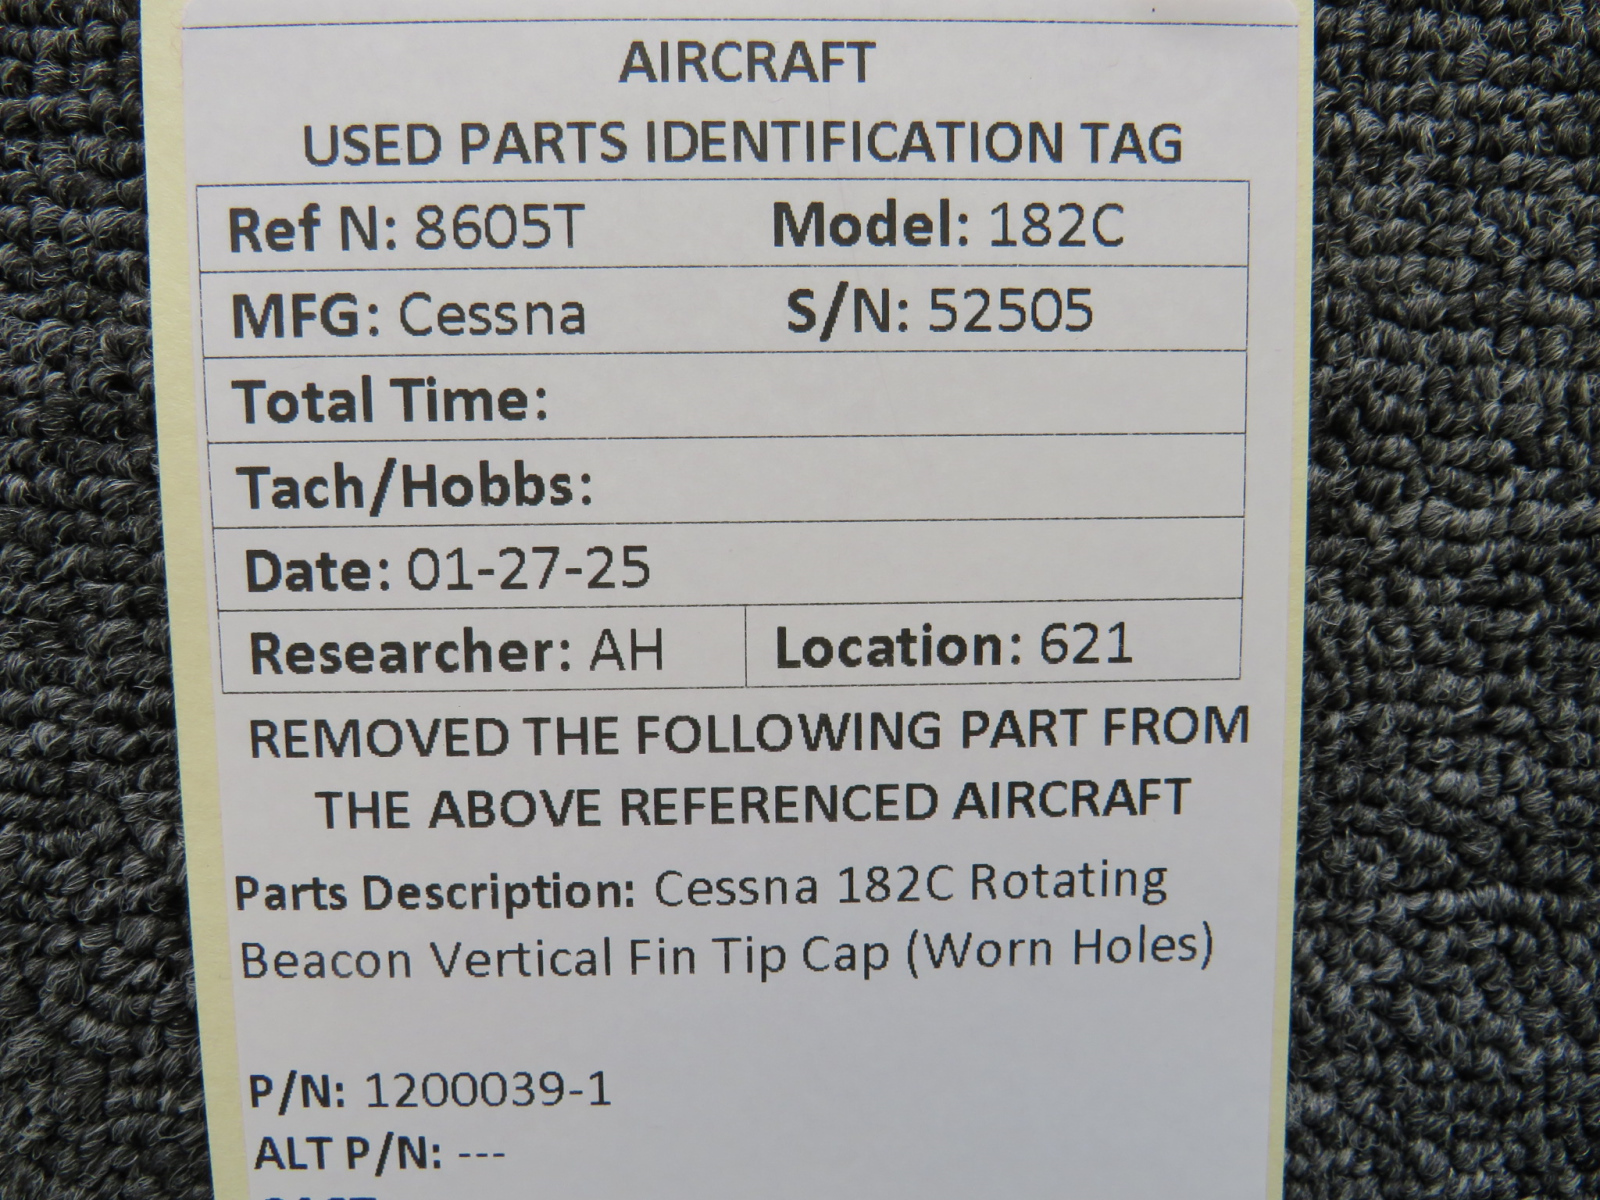 AIRCRAFT
USED PARTS IDENTIFICATION TAG
Ref N: 8605T Model: 182C
MFG: Cessna S/N: 52505
Total Time:
Tach/Hobbs:
Date: 01-27-25
Researcher: AH Location: 621
REMOVED THE FOLLOWING PART FROM
THE ABOVE REFERENCED AIRCRAFT
Parts Description: Cessna 182C Rotating
Beacon Vertical Fin Tip Cap (Worn Holes)
P/N: 1200039-1
ALT P/N: ---